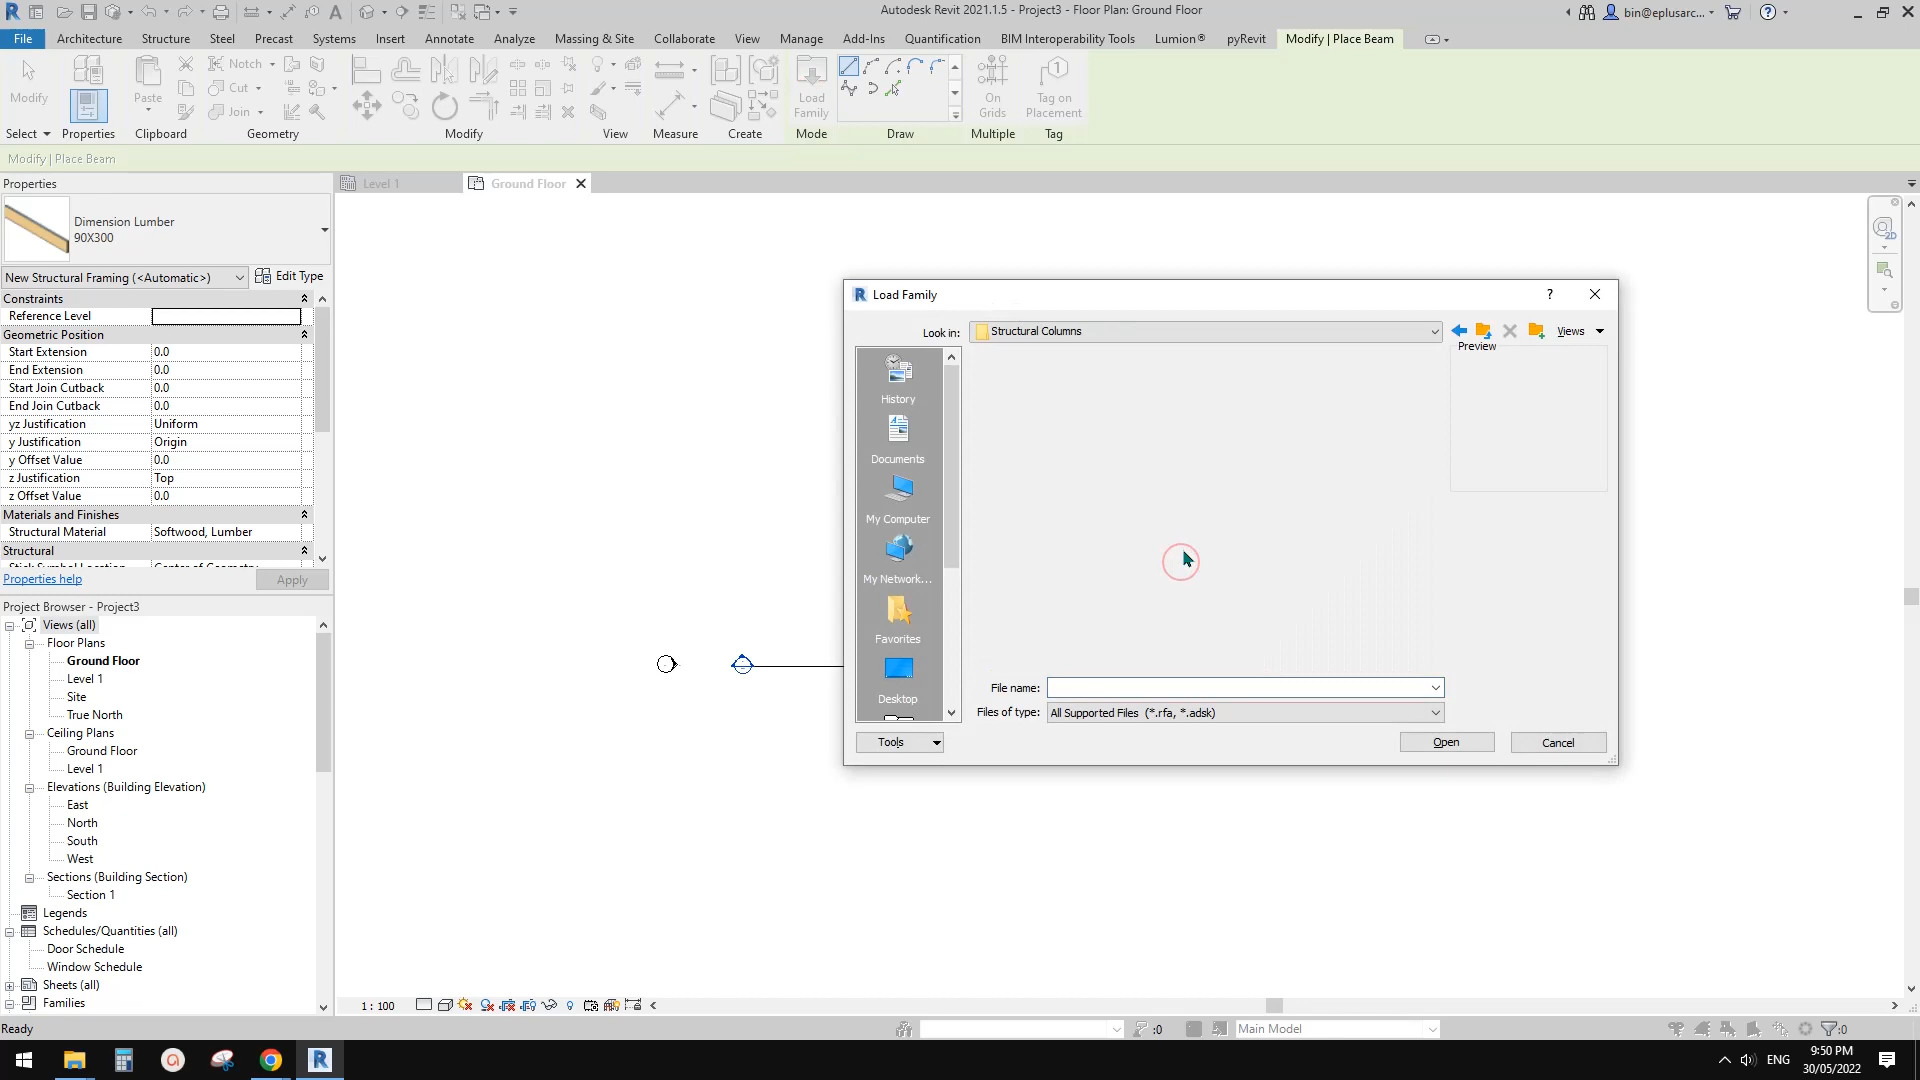 Autodesk Revit 2021.1.5 - Project3 - Floor Plan: Ground Floor
bin@eplusarc...
File Architecture Structure Steel Precast Systems Insert Annotate Analyze Massing & Site Collaborate View Manage Add-Ins Quantification BIM Interoperability Tools Lumion® pyRevit Modify | Place Beam
Modify
Paste
Notch
Cut
Join
Load
Family
On
Grids
Tag on
Placement
Select Properties Clipboard Geometry Modify View Measure Create Mode Draw Multiple Tag
Modify | Place Beam
Properties
Level 1
Ground Floor
Dimension Lumber
90X300
New Structural Framing (<Automatic>)
Edit Type
Constraints
Reference Level
Geometric Position
Start Extension 0.0
End Extension 0.0
Start Join Cutback 0.0
End Join Cutback 0.0
yz Justification Uniform
y Justification Origin
y Offset Value 0.0
z Justification Top
z Offset Value 0.0
Materials and Finishes
Structural Material Softwood, Lumber
Structural
Properties help
Apply
Project Browser - Project3
Views (all)
Floor Plans
Ground Floor
Level 1
Site
True North
Ceiling Plans
Ground Floor
Level 1
Elevations (Building Elevation)
East
North
South
West
Sections (Building Section)
Section 1
Legends
Schedules/Quantities (all)
Door Schedule
Window Schedule
Sheets (all)
Families
Load Family
Look in: Structural Columns
Views
Preview
History
Documents
My Computer
My Network...
Favorites
Desktop
File name:
Files of type: All Supported Files (*.rfa, *.adsk)
Tools
Open
Cancel
1 : 100
Ready
:0
Main Model
:0
ENG
9:50 PM
30/05/2022